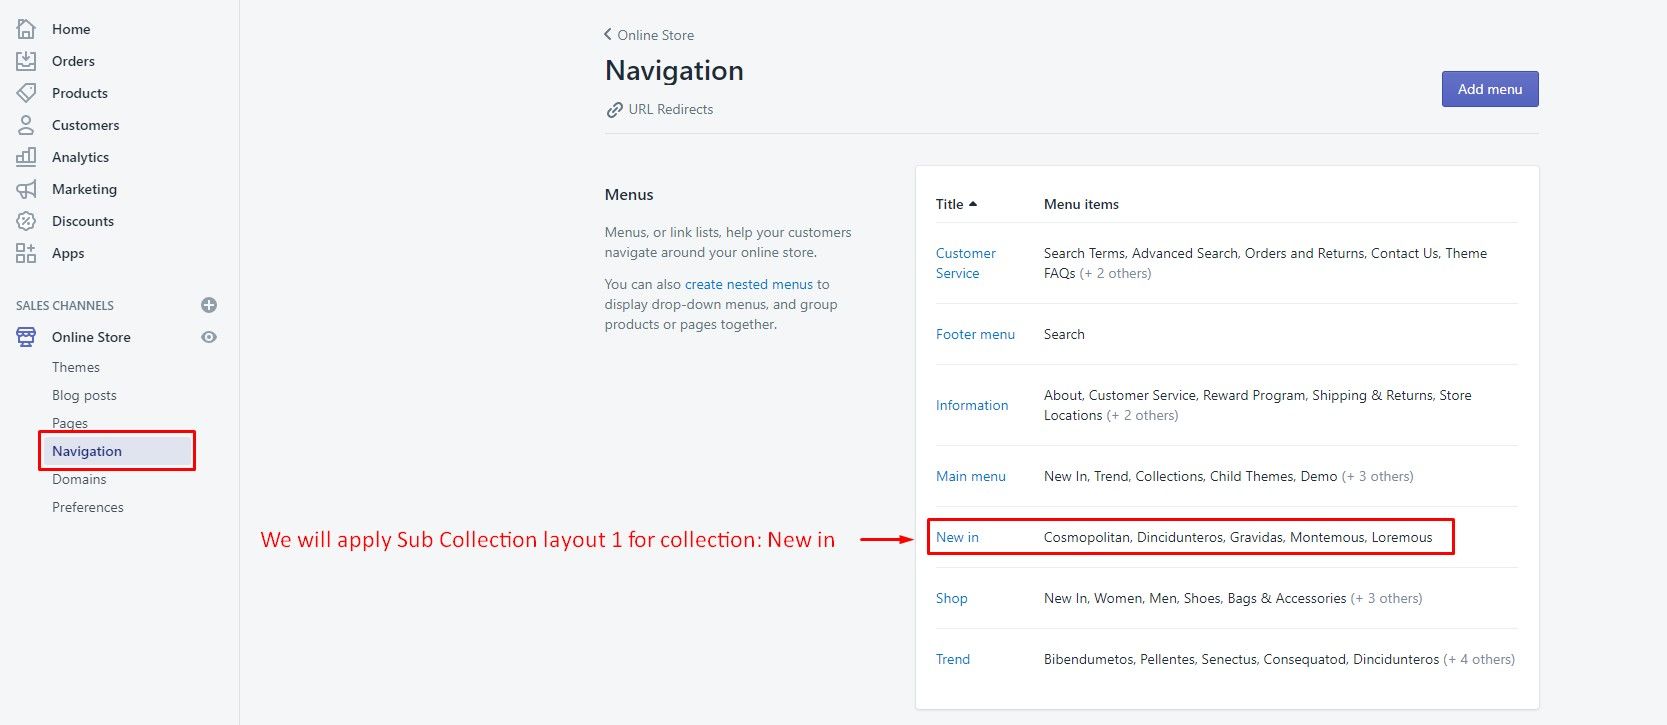 Home
Orders
Products
Customers
Analytics
Marketing
Discounts
Apps
SALES CHANNELS
Online Store
Themes
Blog posts
Pages
Navigation
Domains
Preferences
Online Store
Navigation
URL Redirects
Add menu
Menus
Menus, or link lists, help your customers
navigate around your online store.
You can also create nested menus to
display drop-down menus, and group
products or pages together.
Title Menu items
Customer
Service
Search Terms, Advanced Search, Orders and Returns, Contact Us, Theme
FAQs (+ 2 others)
Footer menu Search
Information
About, Customer Service, Reward Program, Shipping & Returns, Store
Locations (+ 2 others)
Main menu New In, Trend, Collections, Child Themes, Demo (+ 3 others)
We will apply Sub Collection layout 1 for collection: New in
New in Cosmopolitan, Dincidunteros, Gravidas, Montemous, Loremous
Shop New In, Women, Men, Shoes, Bags & Accessories (+ 3 others)
Trend Bibendumetos, Pellentes, Senectus, Consequatod, Dincidunteros (+ 4 others)